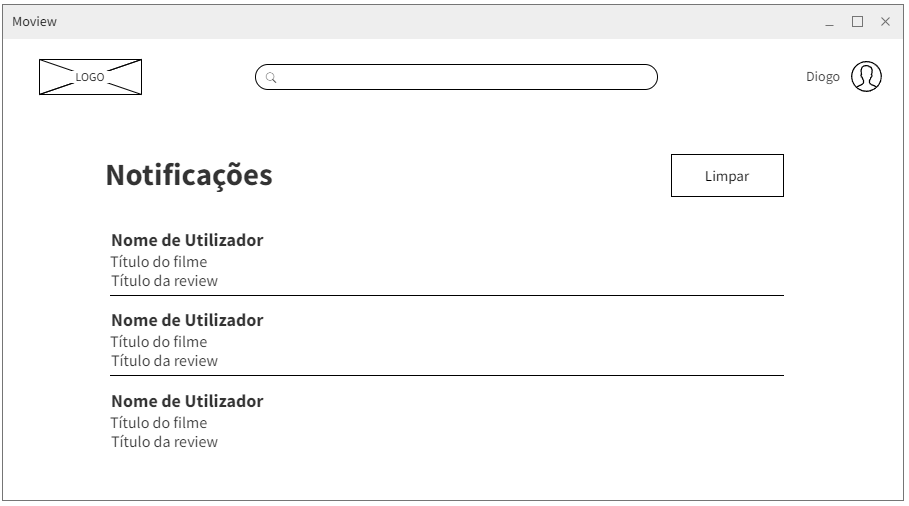 Moview
LOGO
Diogo
Notificações
Limpar
Nome de Utilizador
Título do filme
Título da review
Nome de Utilizador
Título do filme
Título da review
Nome de Utilizador
Título do filme
Título da review